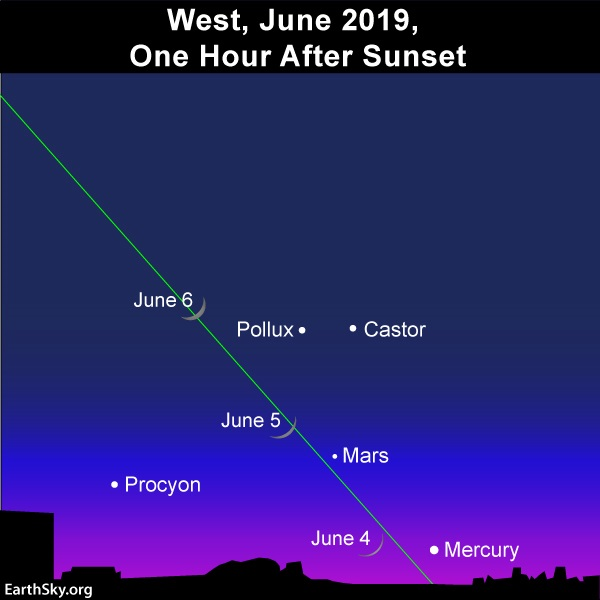 West, June 2019,
One Hour After Sunset
June 6
Pollux
Castor
June 5
Mars
Procyon
June 4
Mercury
EarthSky.org